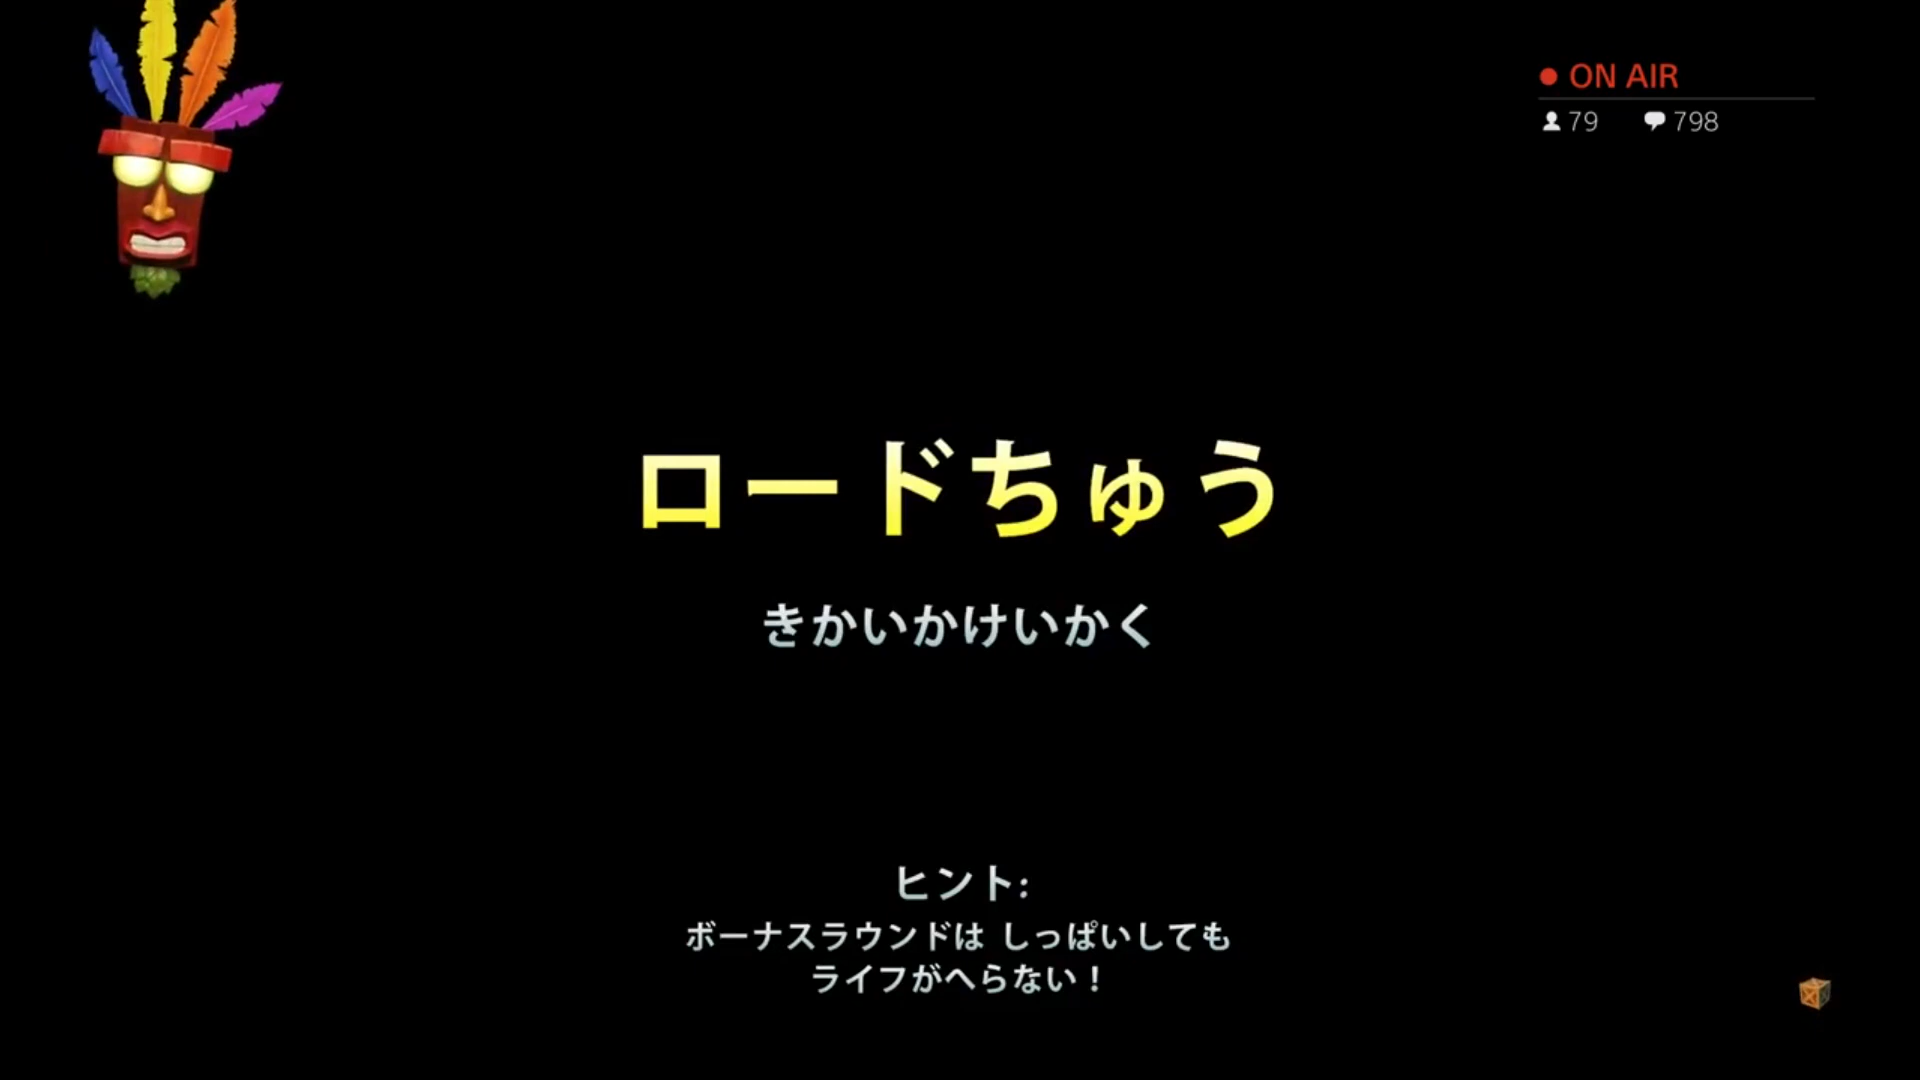 ON AIR
79 798
ロードちゅう
きかいかけいかく
ヒント:
ボーナスラウンドは しっぱいしても
ライフがへらない！